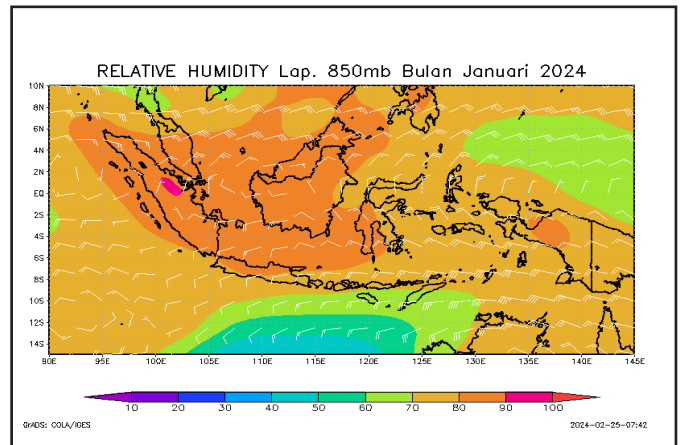 RELATIVE HUMIDITY Lap. 850mb Bulan Januari 2024
10N
8N
6N
4N
2N
EQ
2S
4S
6S
8S
10S
12S
14S
90E 95E 100E 105E 110E 115E 120E 125E 130E 135E 140E 145E
10 20 30 40 50 60 70 80 90 100
GrADS: COLA/IGES 2024-02-25-07:42